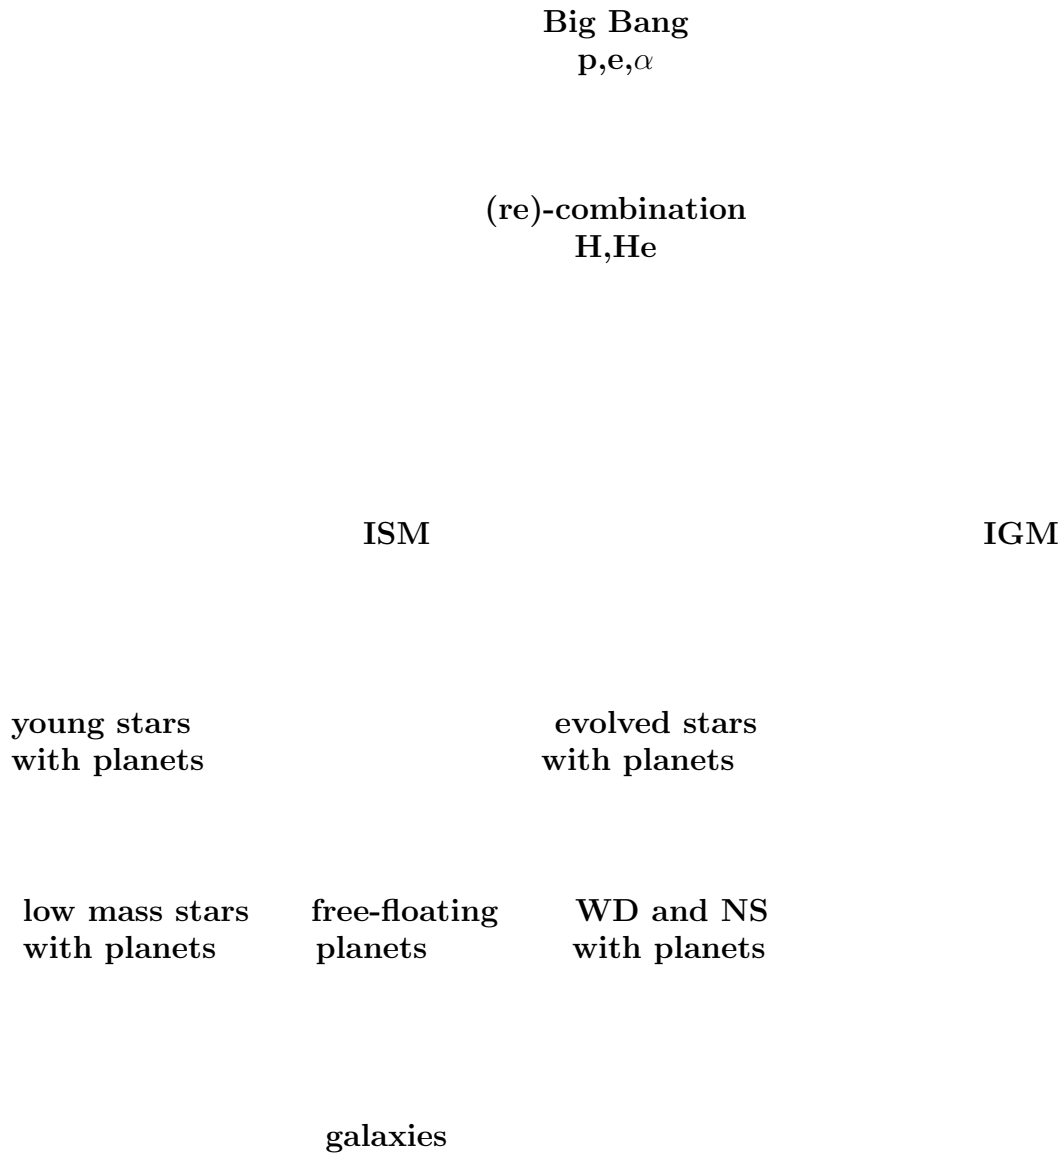 Big Bang
p,e,α
(re)-combination
H,He
ISM
IGM
young stars
with planets
evolved stars
with planets
low mass stars
with planets
free-floating
planets
WD and NS
with planets
galaxies